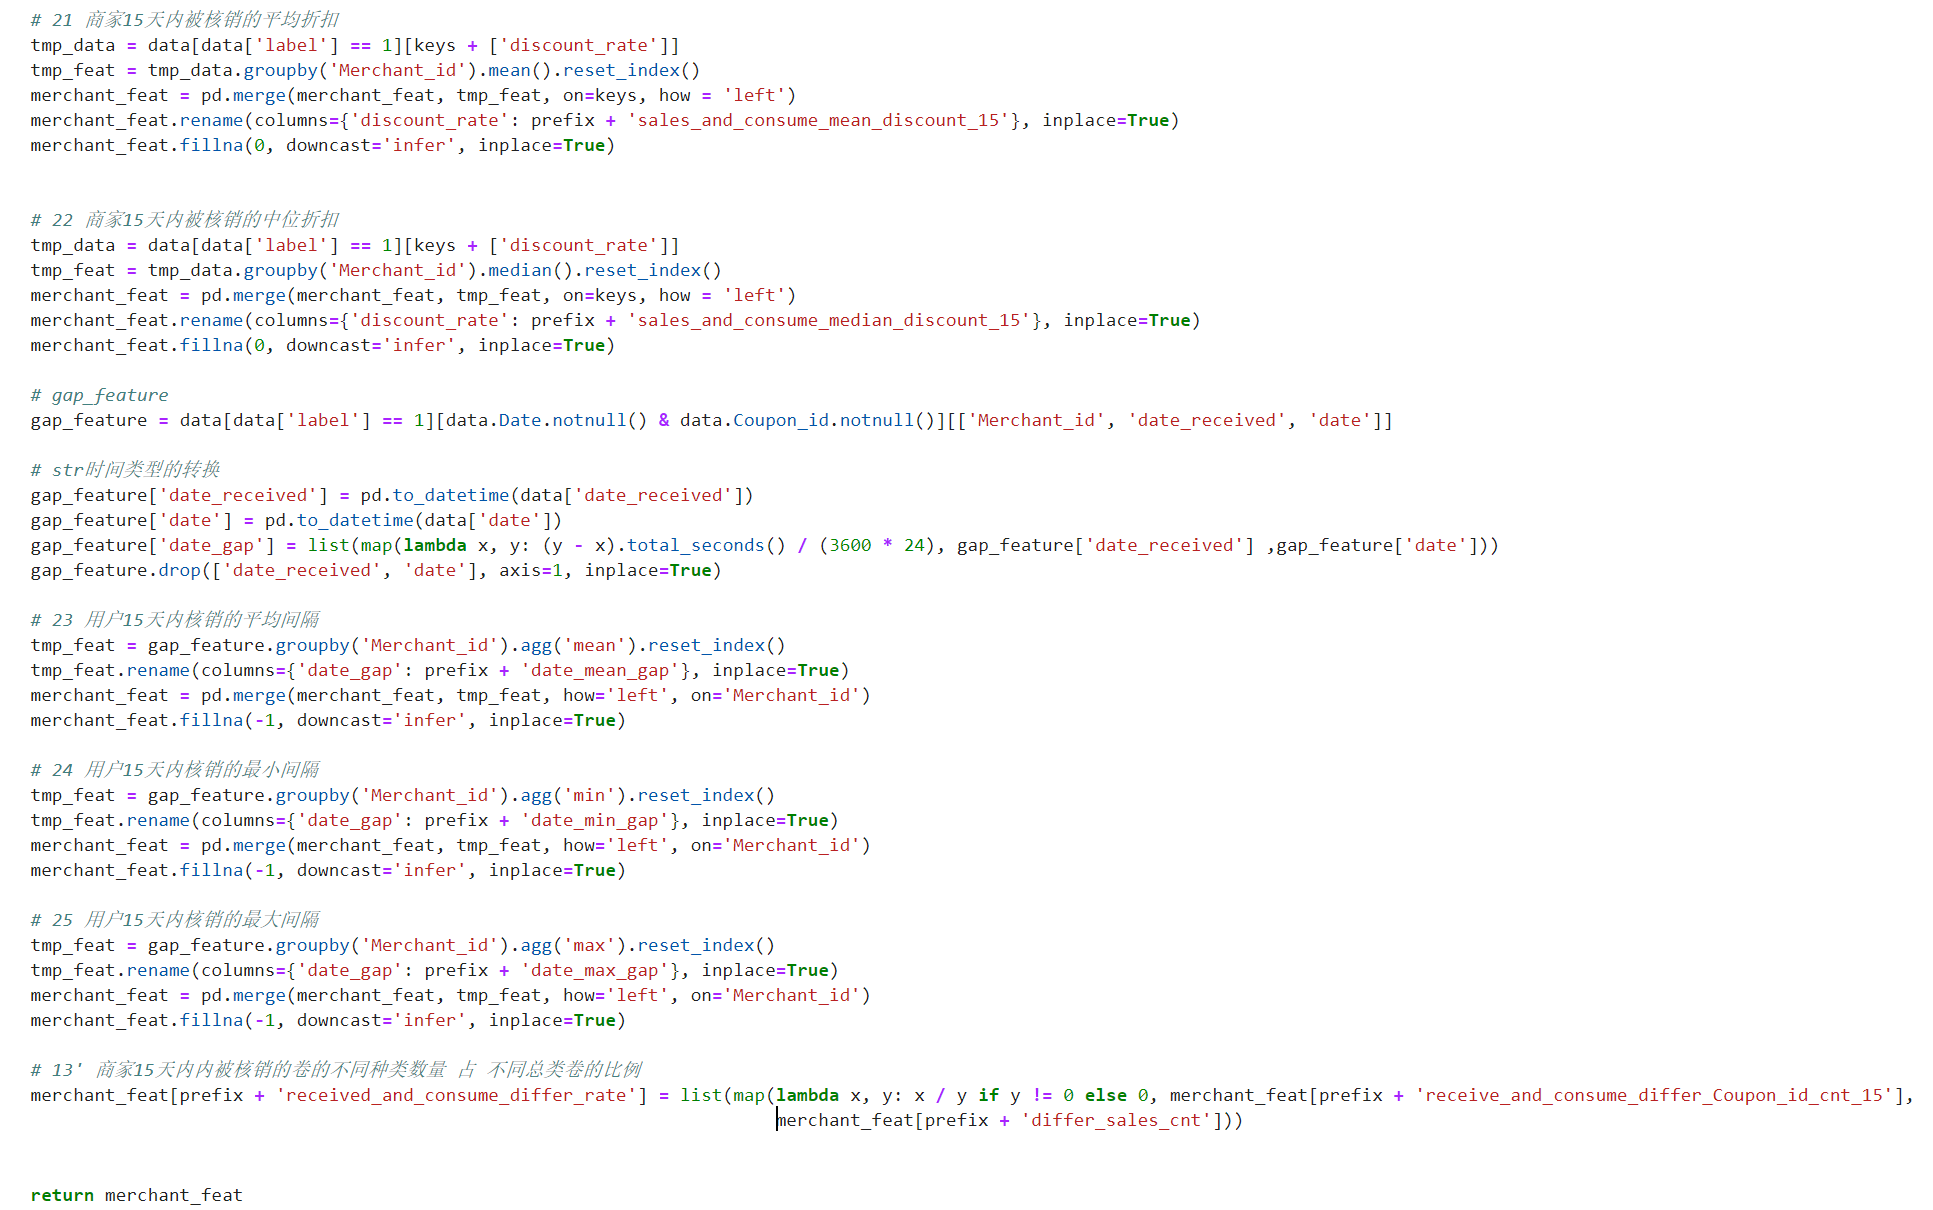 # 21 商家15天内被核销的平均折扣
tmp_data = data[data['label'] == 1][keys + ['discount_rate']]
tmp_feat = tmp_data.groupby('Merchant_id').mean().reset_index()
merchant_feat = pd.merge(merchant_feat, tmp_feat, on=keys, how = 'left')
merchant_feat.rename(columns={'discount_rate': prefix + 'sales_and_consume_mean_discount_15'}, inplace=True)
merchant_feat.fillna(0, downcast='infer', inplace=True)
# 22 商家15天内被核销的中位折扣
tmp_data = data[data['label'] == 1][keys + ['discount_rate']]
tmp_feat = tmp_data.groupby('Merchant_id').median().reset_index()
merchant_feat = pd.merge(merchant_feat, tmp_feat, on=keys, how = 'left')
merchant_feat.rename(columns={'discount_rate': prefix + 'sales_and_consume_median_discount_15'}, inplace=True)
merchant_feat.fillna(0, downcast='infer', inplace=True)
# gap_feature
gap_feature = data[data['label'] == 1][data.Date.notnull() & data.Coupon_id.notnull()][['Merchant_id', 'date_received', 'date']]
# str时间类型的转换
gap_feature['date_received'] = pd.to_datetime(data['date_received'])
gap_feature['date'] = pd.to_datetime(data['date'])
gap_feature['date_gap'] = list(map(lambda x, y: (y - x).total_seconds() / (3600 * 24), gap_feature['date_received'] ,gap_feature['date']))
gap_feature.drop(['date_received', 'date'], axis=1, inplace=True)
# 23 用户15天内核销的平均间隔
tmp_feat = gap_feature.groupby('Merchant_id').agg('mean').reset_index()
tmp_feat.rename(columns={'date_gap': prefix + 'date_mean_gap'}, inplace=True)
merchant_feat = pd.merge(merchant_feat, tmp_feat, how='left', on='Merchant_id')
merchant_feat.fillna(-1, downcast='infer', inplace=True)
# 24 用户15天内核销的最小间隔
tmp_feat = gap_feature.groupby('Merchant_id').agg('min').reset_index()
tmp_feat.rename(columns={'date_gap': prefix + 'date_min_gap'}, inplace=True)
merchant_feat = pd.merge(merchant_feat, tmp_feat, how='left', on='Merchant_id')
merchant_feat.fillna(-1, downcast='infer', inplace=True)
# 25 用户15天内核销的最大间隔
tmp_feat = gap_feature.groupby('Merchant_id').agg('max').reset_index()
tmp_feat.rename(columns={'date_gap': prefix + 'date_max_gap'}, inplace=True)
merchant_feat = pd.merge(merchant_feat, tmp_feat, how='left', on='Merchant_id')
merchant_feat.fillna(-1, downcast='infer', inplace=True)
# 13' 商家15天内内被核销的卷的不同种类数量 占 不同总类卷的比例
merchant_feat[prefix + 'received_and_consume_differ_rate'] = list(map(lambda x, y: x / y if y != 0 else 0, merchant_feat[prefix + 'receive_and_consume_differ_Coupon_id_cnt_15'],
merchant_feat[prefix + 'differ_sales_cnt']))
return merchant_feat